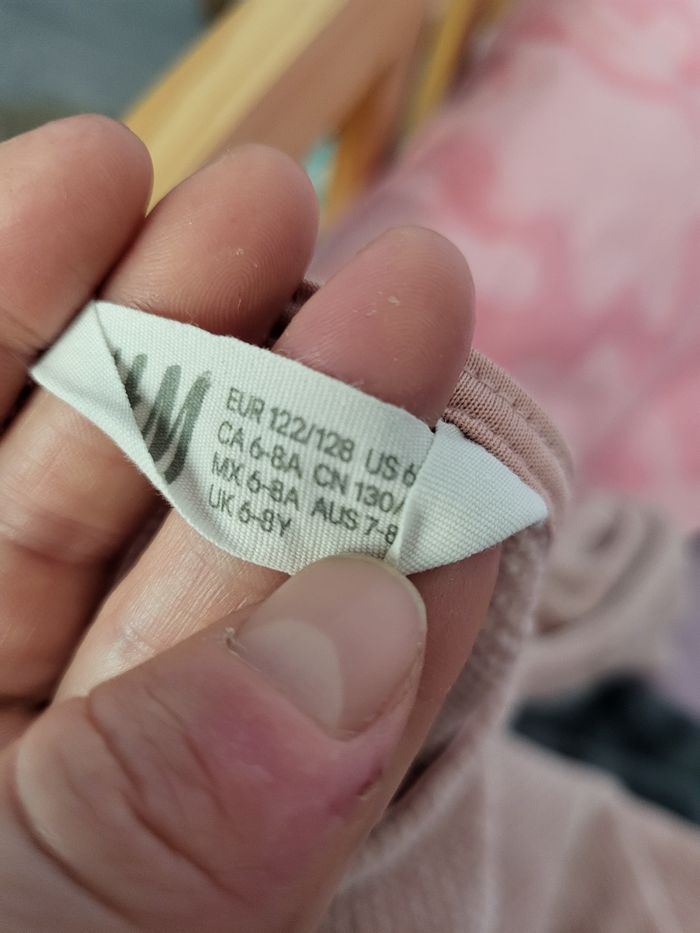 EUR 122/128 US 6
CA 6-8A CN 130/
MX 6-8A AUS 7-8
UK 6-8Y